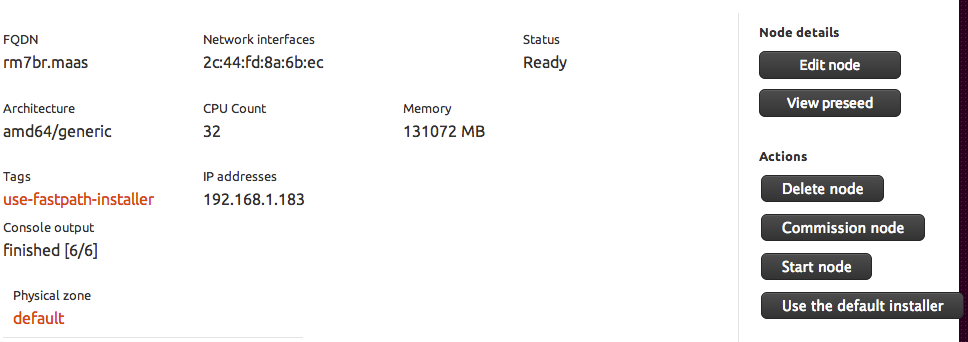 FQDN
rm7br.maas
Network interfaces
2c:44:fd:8a:6b:ec
Status
Ready
Architecture
amd64/generic
CPU Count
32
Memory
131072 MB
Tags
use-fastpath-installer
IP addresses
192.168.1.183
Console output
finished [6/6]
Physical zone
default
Node details
Edit node
View preseed
Actions
Delete node
Commission node
Start node
Use the default installer